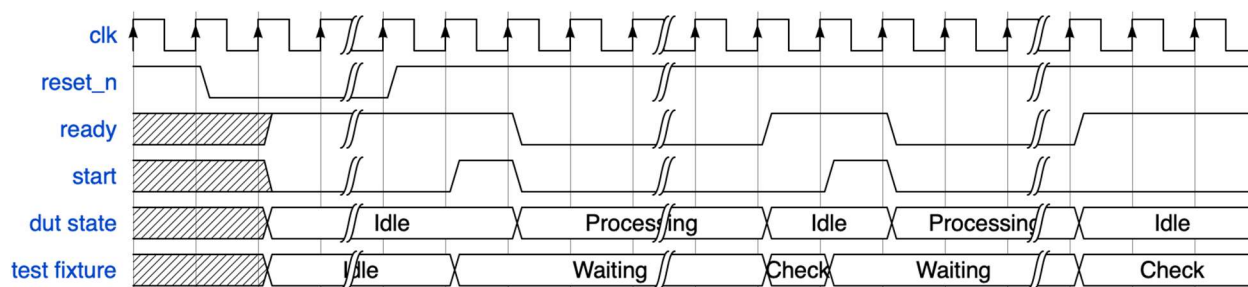 clk
reset_n
ready
start
dut state Idle Processing Idle Processing Idle
test fixture Idle Waiting Check Waiting Check